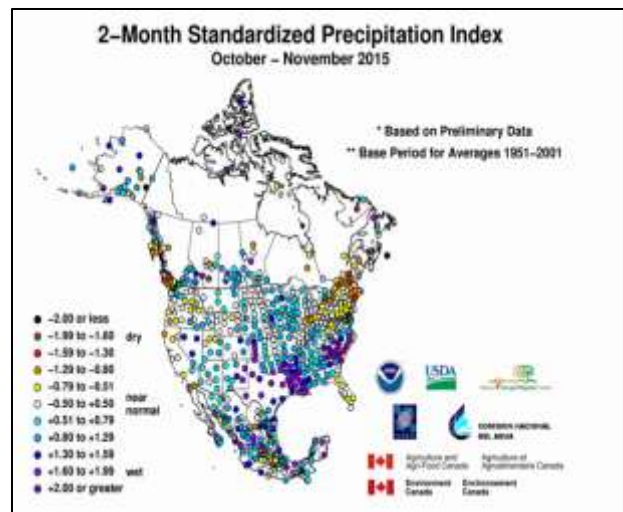 2-Month Standardized Precipitation Index
October - November 2015
* Based on Preliminary Data
** Base Period for Averages 1951-2001
-2.00 or less
-1.99 to -1.60
dry
-1.59 to -1.30
-1.29 to -0.80
-0.79 to -0.51
-0.50 to +0.50
near
normal
+0.51 to +0.79
+0.80 to +1.29
+1.30 to +1.59
+1.60 to +1.99
wet
+2.00 or greater
USDA
COMISION NACIONAL
DEL AGUA
Agriculture and
Agri-Food Canada
Agriculture et
Agroalimentaire Canada
Environment
Canada
Environnement
Canada